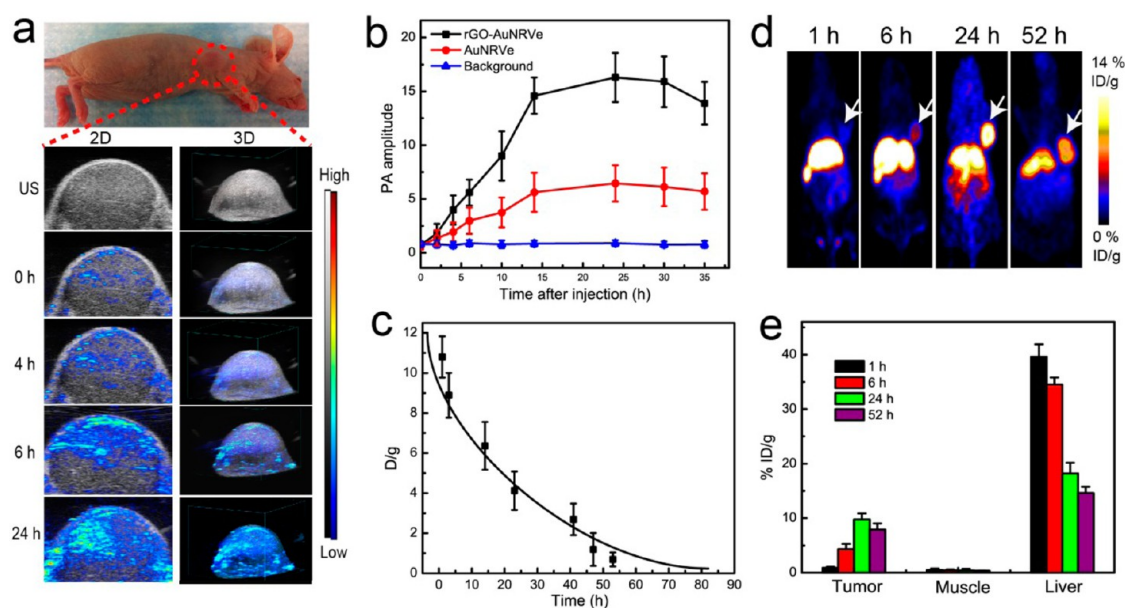 a
2D 3D
US
0 h
4 h
6 h
24 h
High
Low
b
rGO-AuNRVe
AuNRVe
Background
PA amplitude
20
15
10
5
0
0 5 10 15 20 25 30 35
Time after injection (h)
c
D/g
12
10
8
6
4
2
0
0 10 20 30 40 50 60 70 80 90
Time (h)
d
1 h 6 h 24 h 52 h
14 %
ID/g
0 %
ID/g
e
1 h
6 h
24 h
52 h
% ID/g
40
30
20
10
0
Tumor Muscle Liver